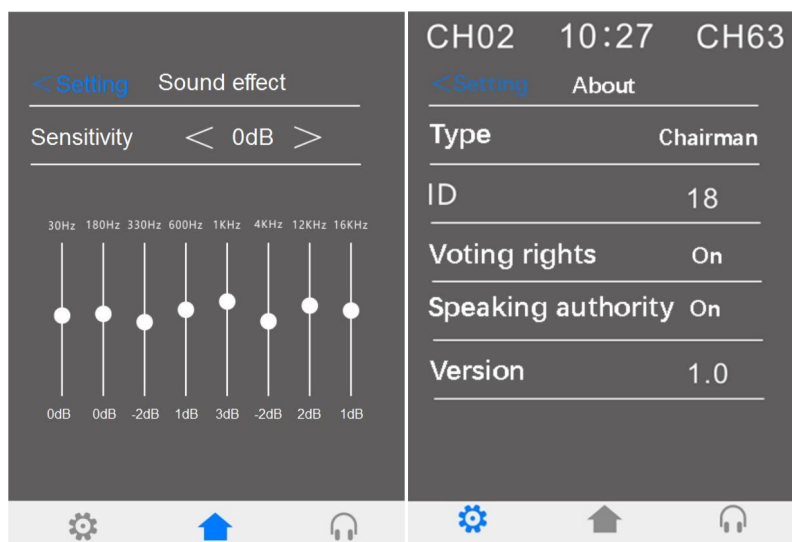 <Setting Sound effect
Sensitivity < 0dB >
30Hz 180Hz 330Hz 600Hz 1KHz 4KHz 12KHz 16KHz
0dB 0dB -2dB 1dB 3dB -2dB 2dB 1dB
CH02 10:27 CH63
<Setting About
Type Chairman
ID 18
Voting rights On
Speaking authority On
Version 1.0